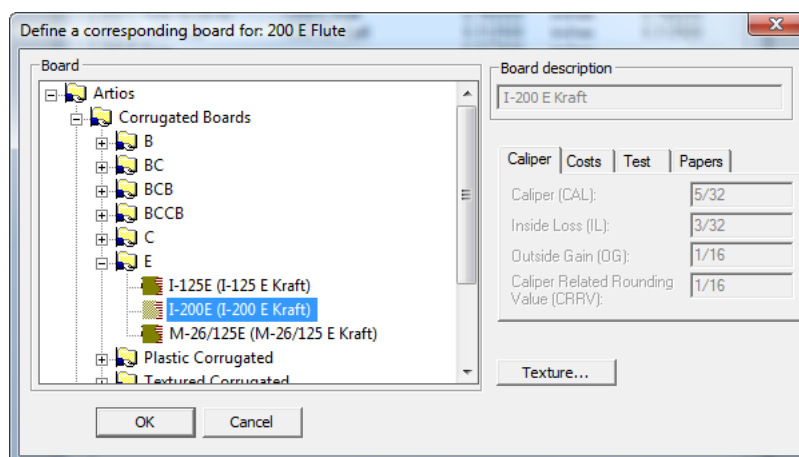 Define a corresponding board for: 200 E Flute
Board
Artios
Corrugated Boards
B
BC
BCB
BCCB
C
E
I-125E (I-125 E Kraft)
I-200E (I-200 E Kraft)
M-26/125E (M-26/125 E Kraft)
Plastic Corrugated
Textured Corrugated
OK
Cancel
Board description
I-200 E Kraft
Caliper Costs Test Papers
Caliper (CAL): 5/32
Inside Loss (IL): 3/32
Outside Gain (OG): 1/16
Caliper Related Rounding 1/16
Value (CRRV):
Texture...